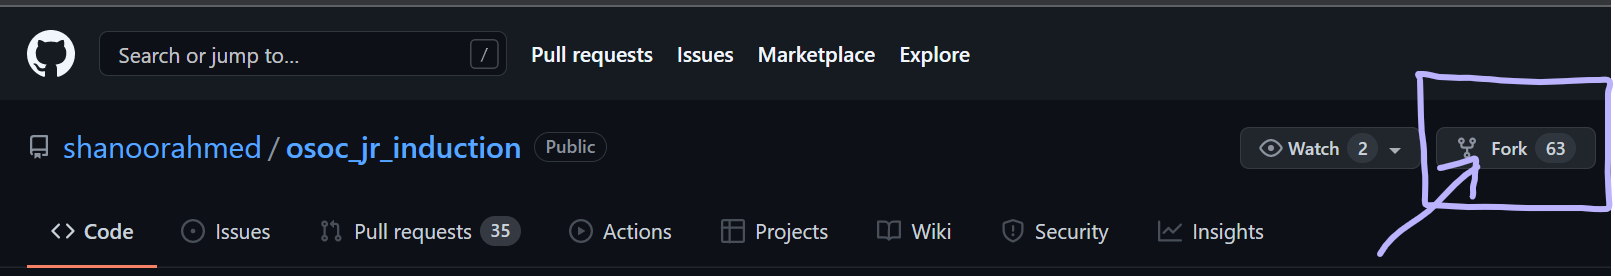 Search or jump to... / Pull requests Issues Marketplace Explore
shanoorahmed / osoc_jr_induction Public Watch 2 Fork 63
Code Issues Pull requests 35 Actions Projects Wiki Security Insights